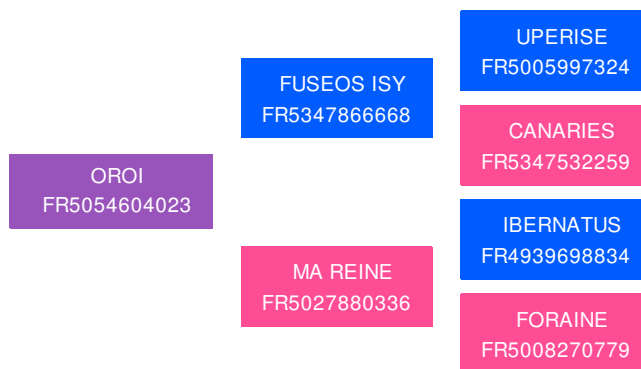 OROI
FR5054604023
FUSEOS ISY
FR5347866668
MA REINE
FR5027880336
UPERISE
FR5005997324
CANARIES
FR5347532259
IBERNATUS
FR4939698834
FORAINE
FR5008270779